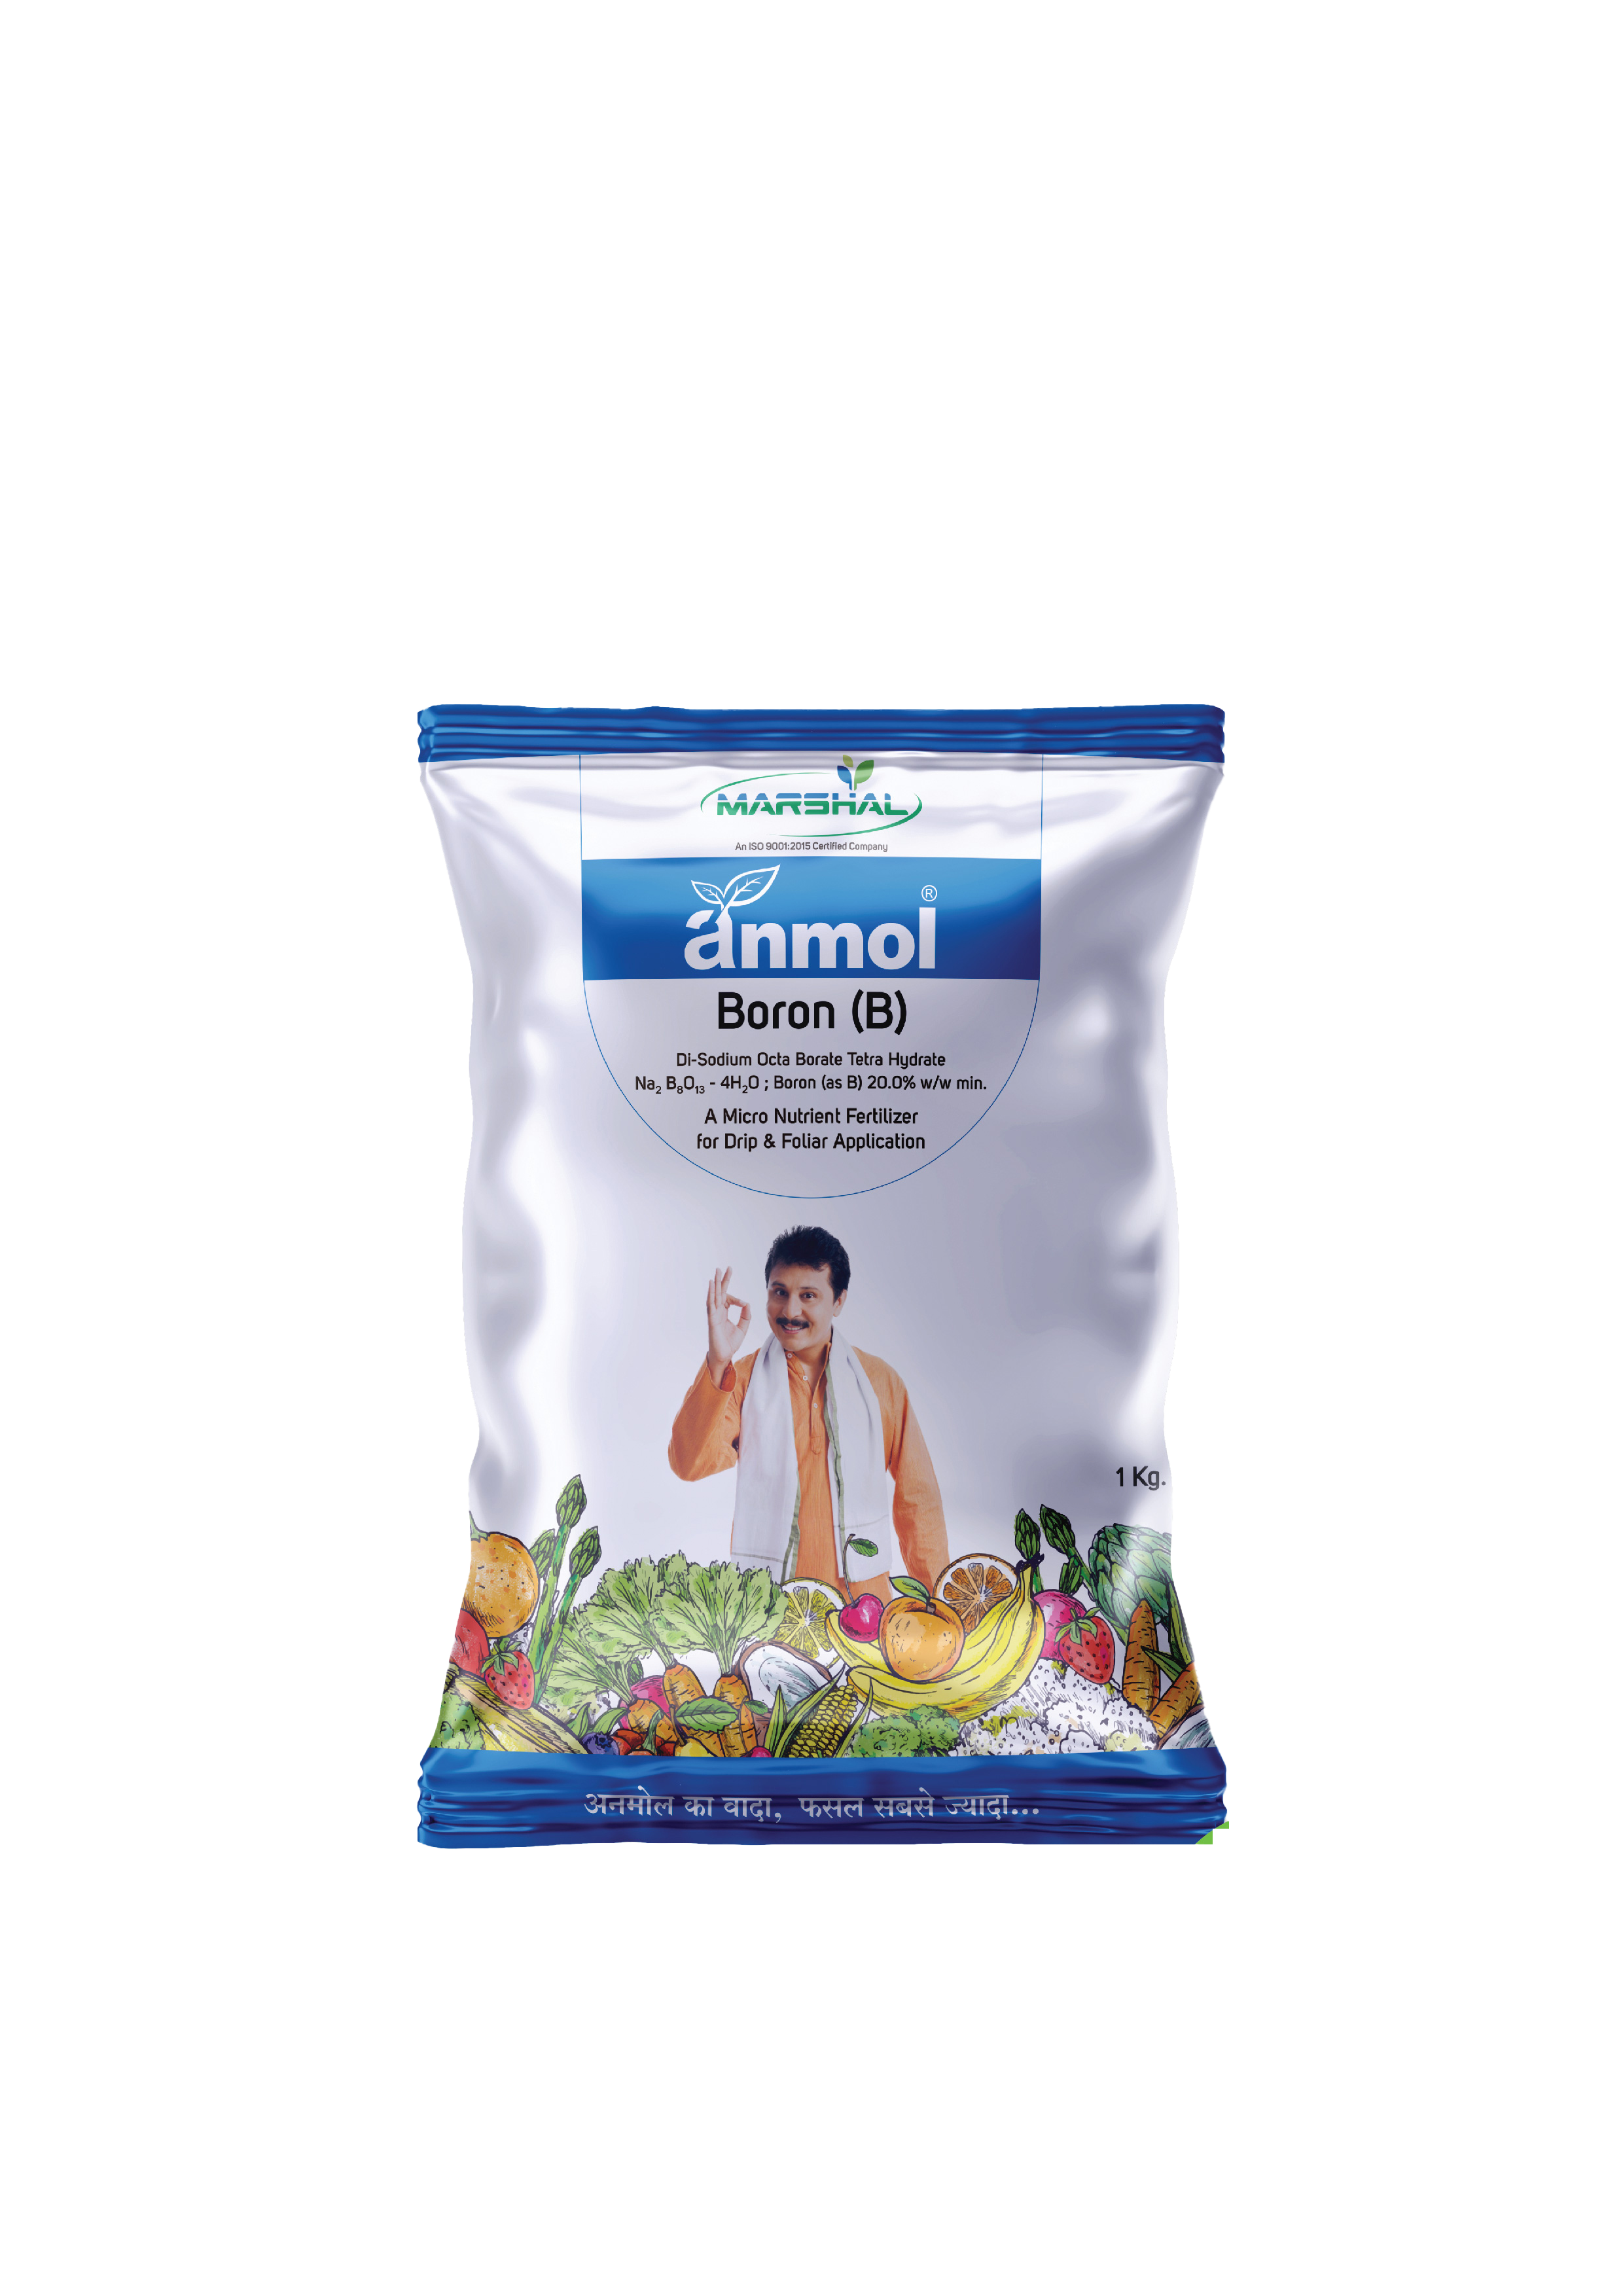 MARSHAL
An ISO 9001:2015 Certified Company
anmol®
Boron (B)
Di-Sodium Octa Borate Tetra Hydrate
Na₂ B₈O₁₃ - 4H₂O ; Boron (as B) 20.0% w/w min.
A Micro Nutrient Fertilizer
for Drip & Foliar Application
1 Kg.
अनमोल का वादा, फसल सबसे ज्यादा...